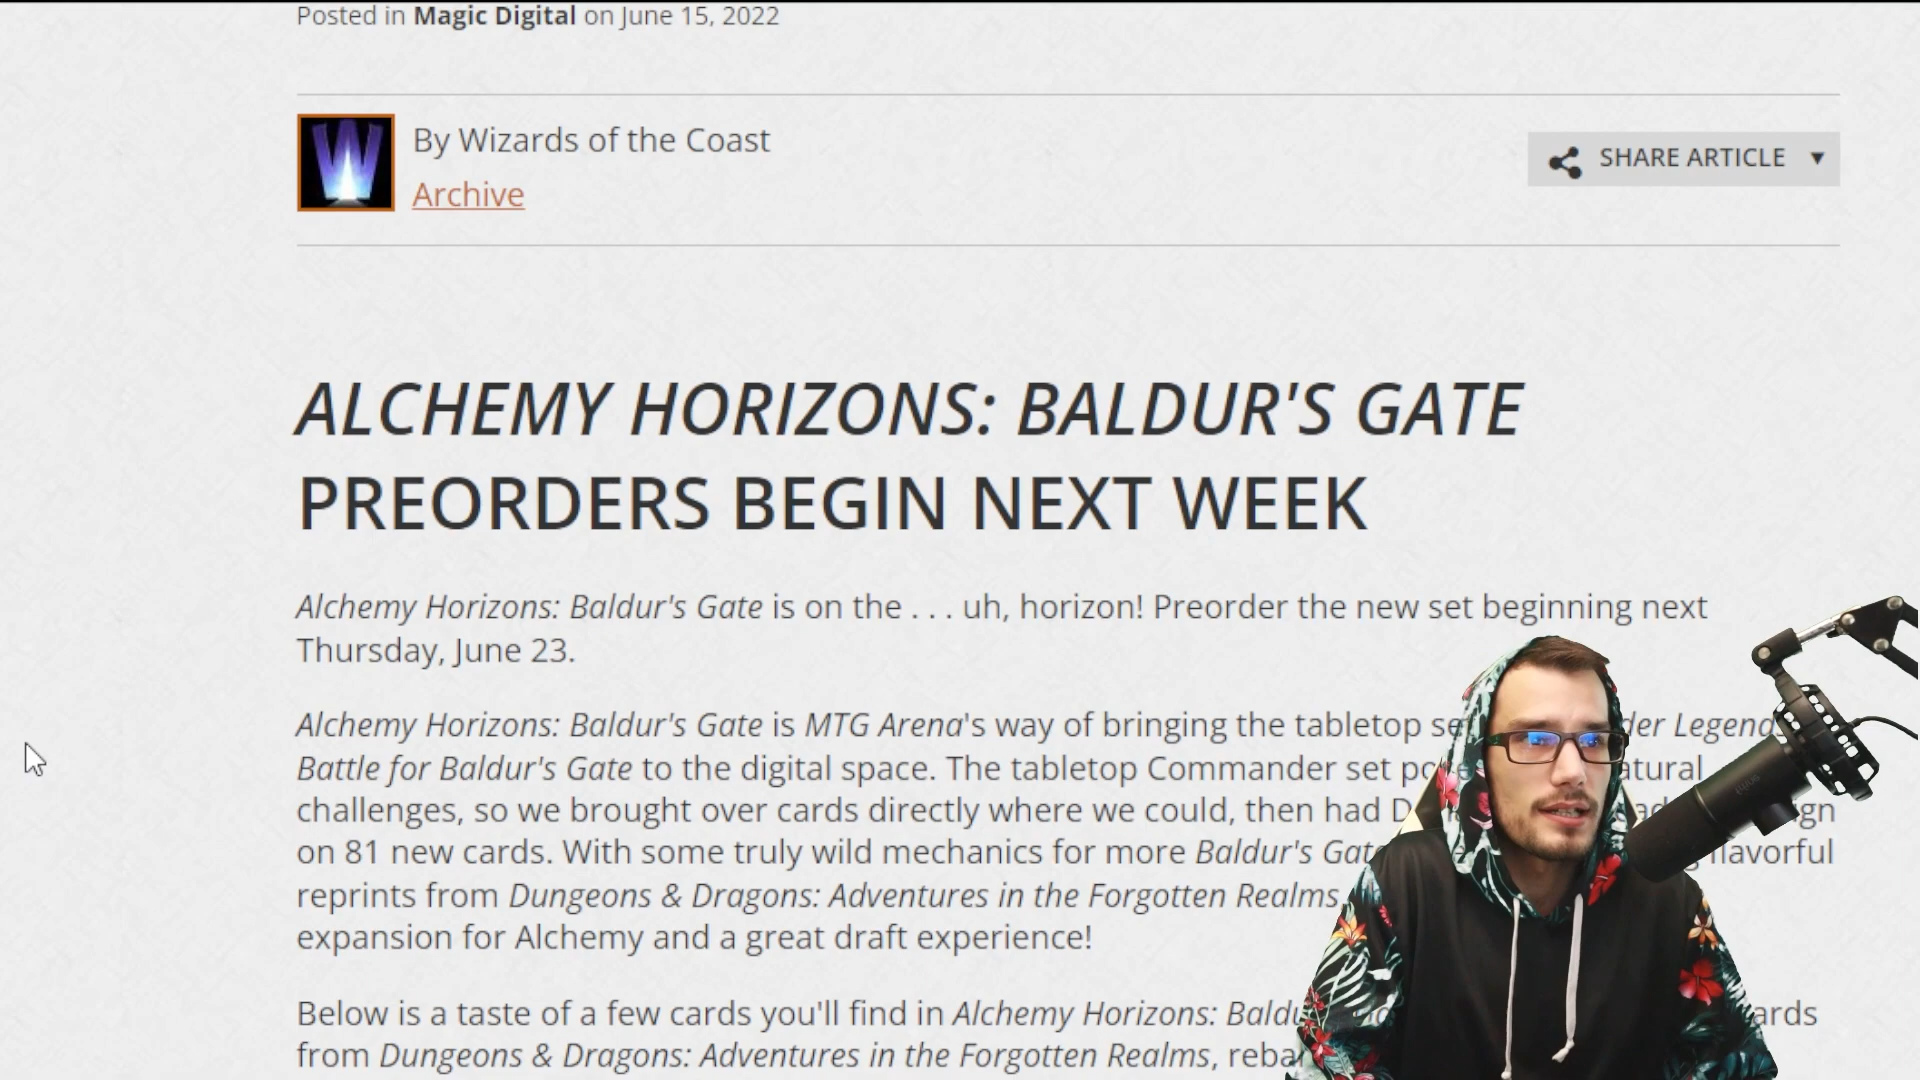 Posted in Magic Digital on June 15, 2022
By Wizards of the Coast
Archive
SHARE ARTICLE
ALCHEMY HORIZONS: BALDUR'S GATE
PREORDERS BEGIN NEXT WEEK
Alchemy Horizons: Baldur's Gate is on the . . . uh, horizon! Preorder the new set beginning next
Thursday, June 23.
Alchemy Horizons: Baldur's Gate is MTG Arena's way of bringing the tabletop
Battle for Baldur's Gate to the digital space. The tabletop Commander set
challenges, so we brought over cards directly where we could, then had
on 81 new cards. With some truly wild mechanics for more Baldur's flavorful
reprints from Dungeons & Dragons: Adventures in the Forgotten Realms,
expansion for Alchemy and a great draft experience!
Below is a taste of a few cards you'll find in Alchemy Horizons:
from Dungeons & Dragons: Adventures in the Forgotten Realms,